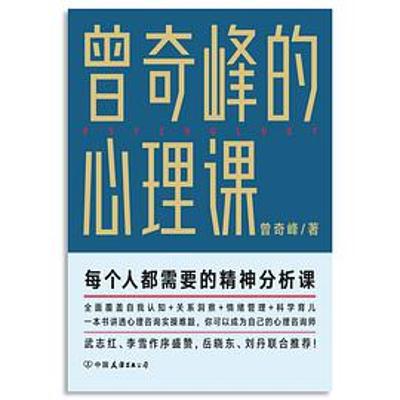 曾奇峰的
PSYCHOLOGY
心理课
曾奇峰/著
每个人都需要的精神分析课
全面覆盖自我认知+关系洞察+情绪管理+科学育儿
一本书讲透心理咨询实操难题，你可以成为自己的心理咨询师
武志红、李雪作序盛赞，岳晓东、刘丹联合推荐！
中国友谊出版公司